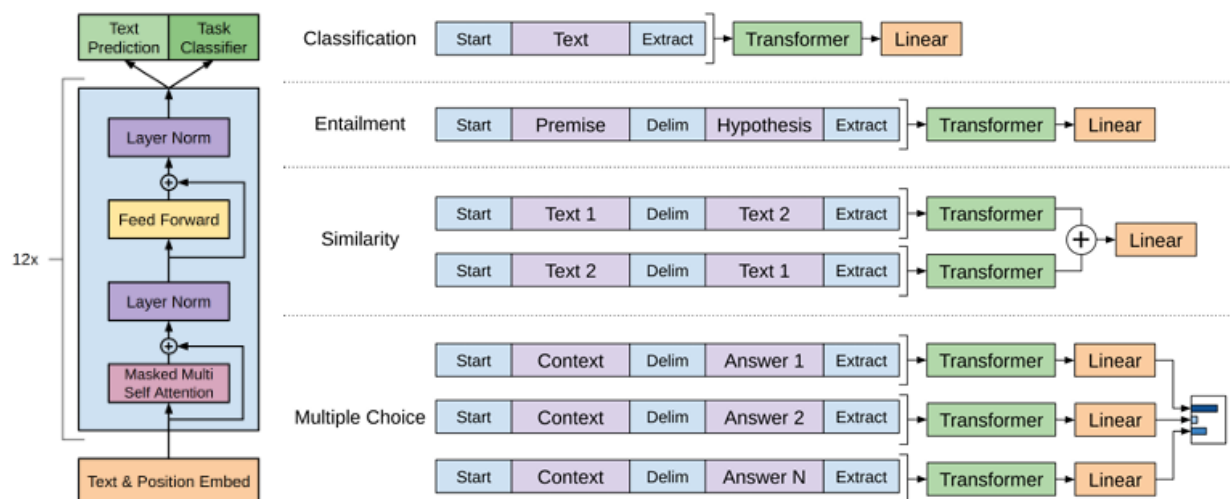 Text
Prediction
Task
Classifier
Layer Norm
Feed Forward
12x
Layer Norm
Masked Multi
Self Attention
Text & Position Embed
Classification
Start Text Extract Transformer Linear
Entailment
Start Premise Delim Hypothesis Extract Transformer Linear
Similarity
Start Text 1 Delim Text 2 Extract Transformer
Linear
Start Text 2 Delim Text 1 Extract Transformer
Multiple Choice
Start Context Delim Answer 1 Extract Transformer Linear
Start Context Delim Answer 2 Extract Transformer Linear
Start Context Delim Answer N Extract Transformer Linear